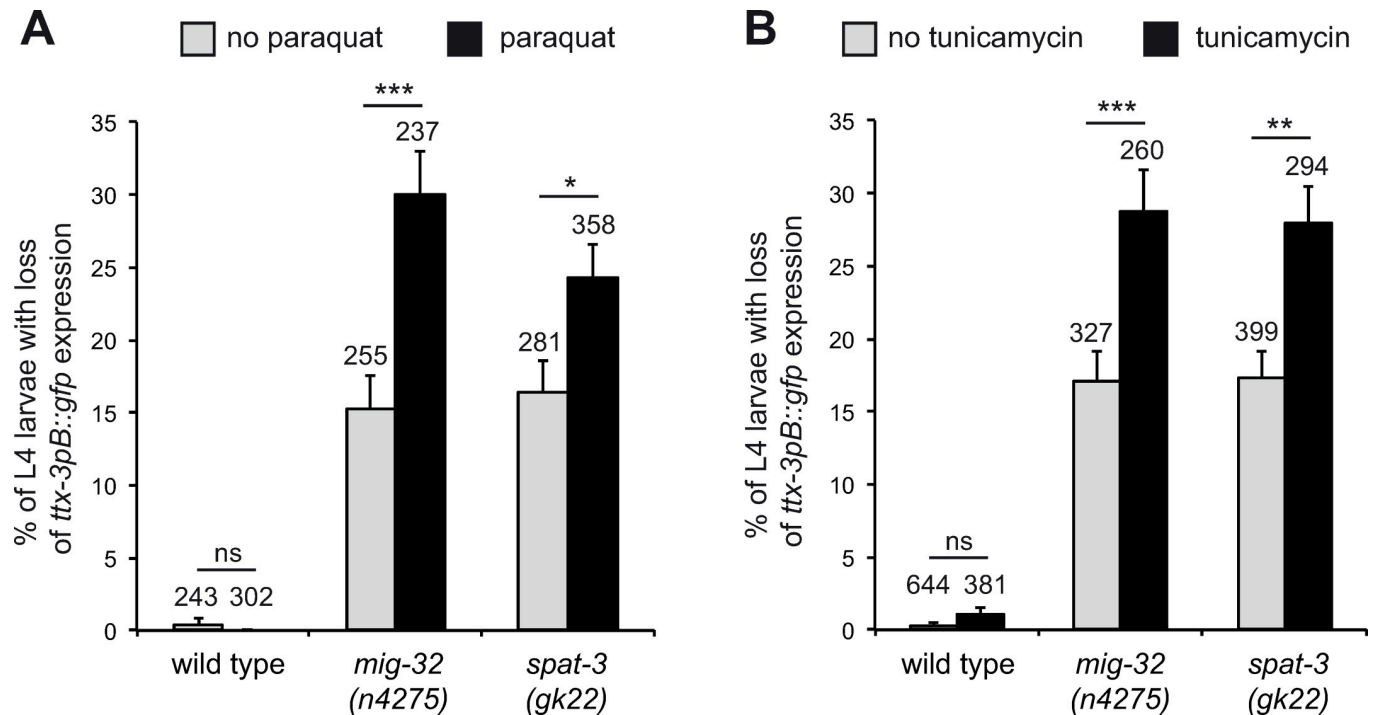 A
no paraquat
paraquat
% of L4 larvae with loss
of ttx-3pB::gfp expression
35
30
25
20
15
10
5
0
ns
243 302
***
255
237
*
281
358
wild type
mig-32
(n4275)
spat-3
(gk22)
B
no tunicamycin
tunicamycin
% of L4 larvae with loss
of ttx-3pB::gfp expression
35
30
25
20
15
10
5
0
ns
644 381
***
327
260
**
399
294
wild type
mig-32
(n4275)
spat-3
(gk22)